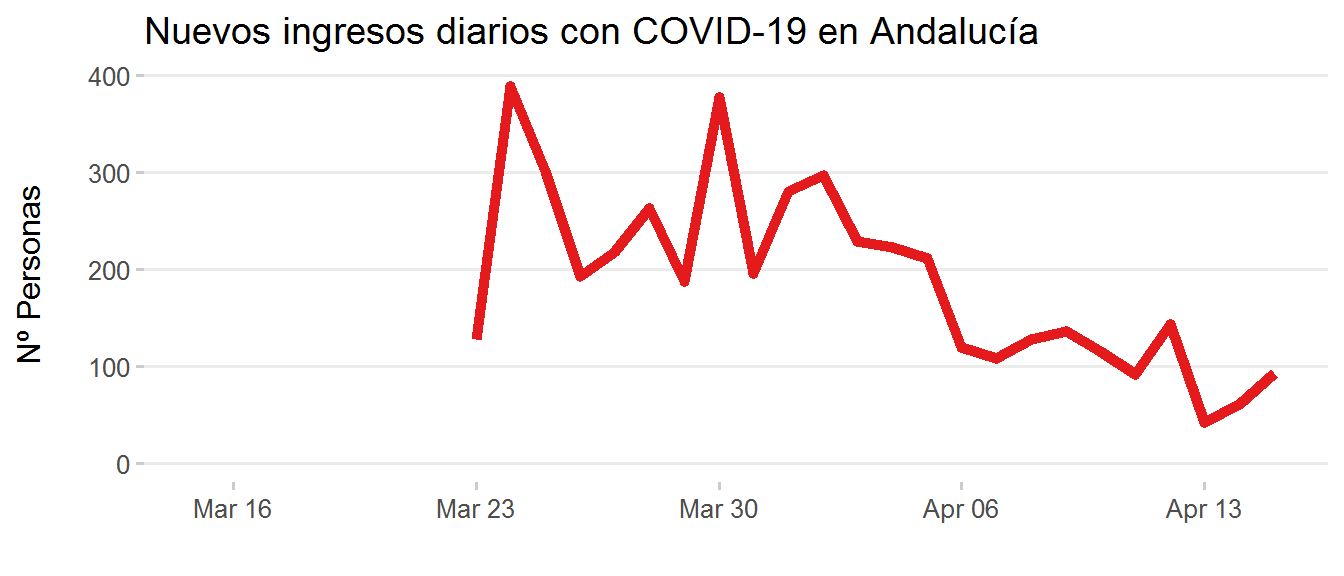 Nuevos ingresos diarios con COVID-19 en Andalucía
Nº Personas
400
300
200
100
0
Mar 16 Mar 23 Mar 30 Apr 06 Apr 13